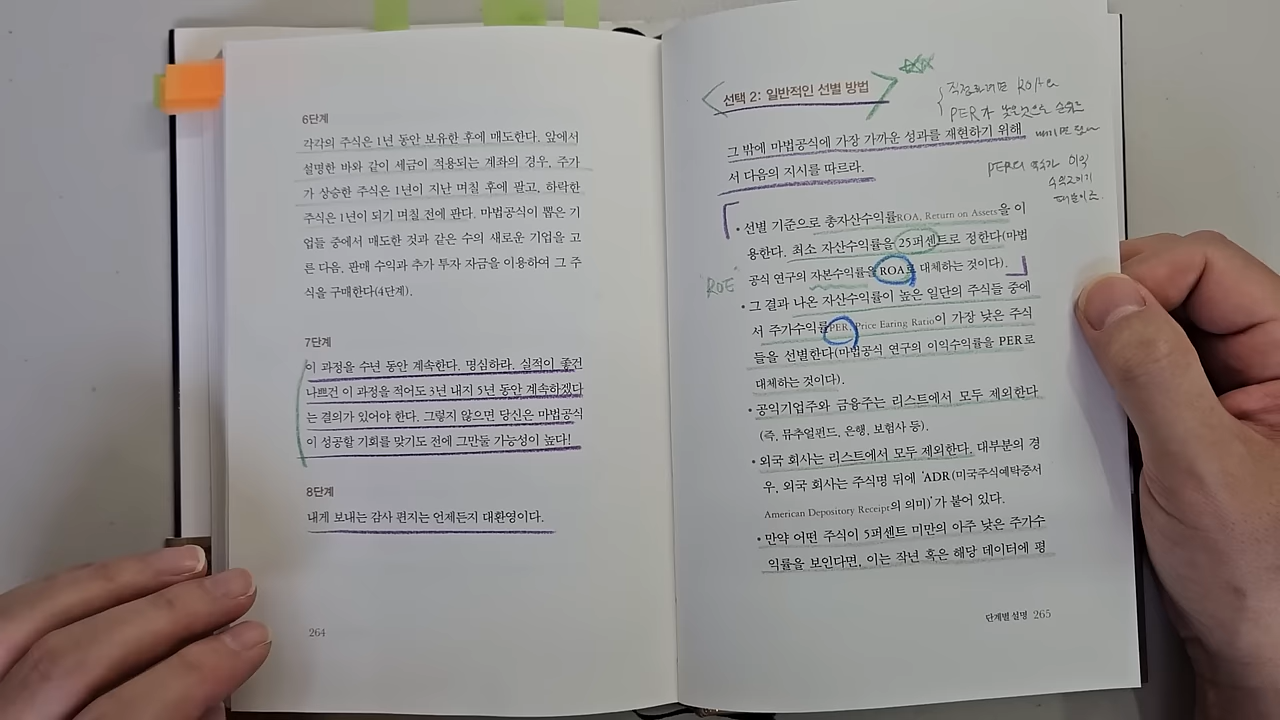 6단계
각각의 주식은 1년 동안 보유한 후에 매도한다. 앞에서
설명한 바와 같이 세금이 적용되는 계좌의 경우, 주가
가 상승한 주식은 1년이 지난 며칠 후에 팔고, 하락한
주식은 1년이 되기 며칠 전에 판다. 마법공식이 뽑은 기
업들 중에서 매도한 것과 같은 수의 새로운 기업을 고
른 다음, 판매 수익과 추가 투자 자금을 이용하여 그 주
식을 구매한다(4단계).
7단계
이 과정을 수년 동안 계속한다. 명심하라. 실적이 좋건
나쁘건 이 과정을 적어도 3년 내지 5년 동안 계속하겠다
는 결의가 있어야 한다. 그렇지 않으면 당신은 마법공식
이 성공할 기회를 맞기도 전에 그만둘 가능성이 높다!
8단계
내게 보내는 감사 편지는 언제든지 대환영이다.
264
선택 2: 일반적인 선별 방법
PER가 낮은것으로
그 밖에 마법공식에 가장 가까운 성과를 재현하기 위해
서 다음의 지시를 따르라.
PER의 역수가 이익
수익률이기
때문이죠
• 선별 기준으로 총자산수익률ROA, Return on Assets을 이
용한다. 최소 자산수익률을 25퍼센트로 정한다(마법
공식 연구의 자본수익률을 ROA로 대체하는 것이다).
"ROE"
• 그 결과 나온 자산수익률이 높은 일단의 주식들 중에
서 주가수익률PER, Price Earing Ratio이 가장 낮은 주식
들을 선별한다(마법공식 연구의 이익수익률을 PER로
대체하는 것이다).
• 공익기업주와 금융주는 리스트에서 모두 제외한다
(즉, 뮤추얼펀드, 은행, 보험사 등).
• 외국 회사는 리스트에서 모두 제외한다. 대부분의 경
우, 외국 회사는 주식명 뒤에 'ADR(미국주식예탁증서
American Depository Receipt의 의미)'가 붙어 있다.
• 만약 어떤 주식이 5퍼센트 미만의 아주 낮은 주가수
익률을 보인다면, 이는 작년 혹은 해당 데이터에 평
단계별 설명 265